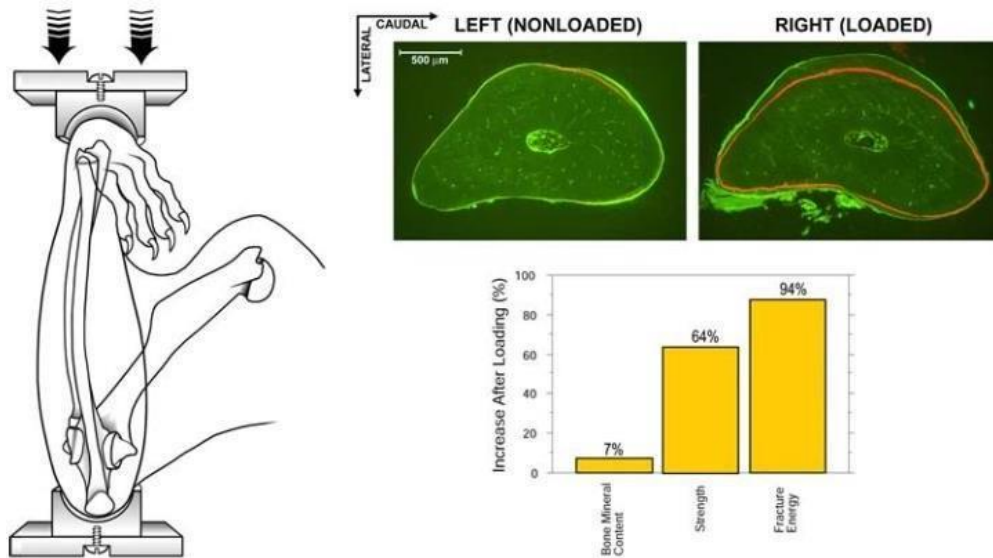 CAUDAL
LATERAL
LEFT (NONLOADED)
RIGHT (LOADED)
500 µm
Increase After Loading (%)
100
80
60
40
20
0
7%
64%
94%
Bone Mineral
Content
Strength
Fracture
Energy